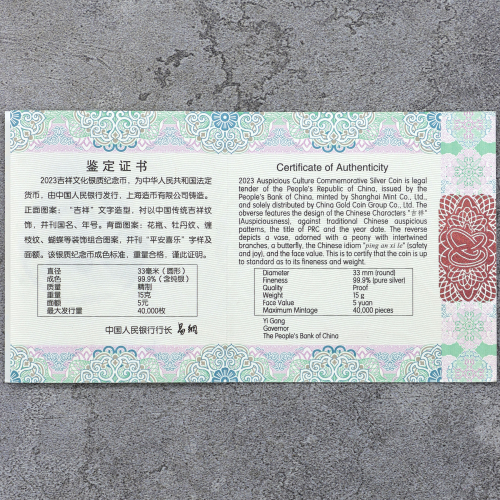 鉴定证书
2023吉祥文化银质纪念币，为中华人民共和国法定
货币，由中国人民银行发行，上海造币有限公司铸造。
正面图案：“吉祥”文字造型，衬以中国传统吉祥纹
饰，并刊国名、年号。背面图案：花瓶、牡丹纹、缠
枝纹、蝴蝶等装饰组合图案，并刊“平安喜乐”字样及
面额。该银质纪念币成色标准，重量合格，谨此证明。
直径 33毫米（圆形）
成色 99.9%（含纯银）
质量 精制
重量 15克
面额 5元
最大发行量 40,000枚
中国人民银行行长 易纲
Certificate of Authenticity
2023 Auspicious Culture Commemorative Silver Coin is legal
tender of the People's Republic of China, issued by the
People's Bank of China, minted by Shanghai Mint Co., Ltd.,
and solely distributed by China Gold Coin Group Co., Ltd. The
obverse features the design of the Chinese Characters "吉祥"
(Auspiciousness), against traditional Chinese auspicious
patterns, the title of PRC and the year date. The reverse
depicts a vase, adorned with a peony with intertwined
branches, a butterfly, the Chinese idiom "ping an xi le" (safety
and joy), and the face value. This is to certify that the coin is up
to standard as to its fineness and weight.
Diameter 33 mm (round)
Fineness 99.9% (pure silver)
Quality Proof
Weight 15 g
Face Value 5 yuan
Maximum Mintage 40,000 pieces
Yi Gang
Governor
The People's Bank of China